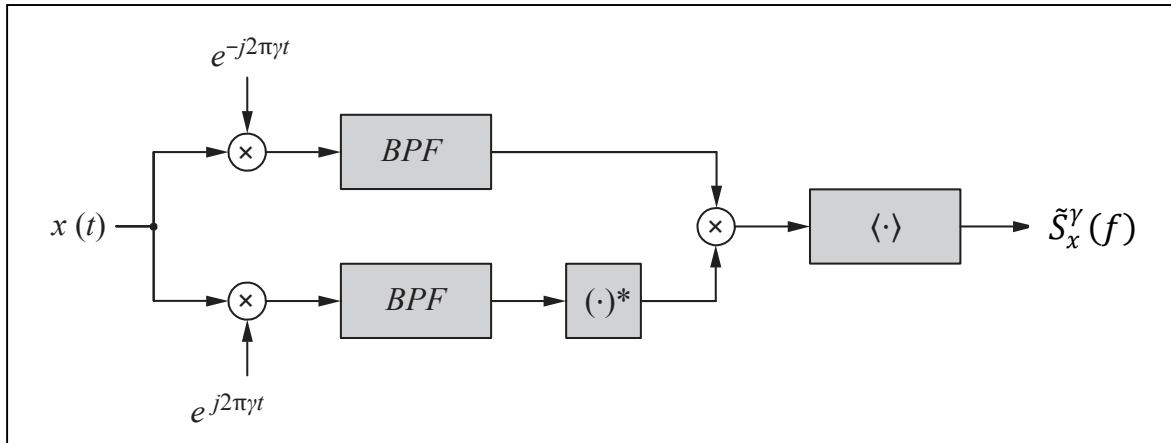 e^{-j2πγt}
×
BPF
x (t)
×
⟨·⟩
S̃_x^γ(f)
×
BPF
(·)*
e^{j2πγt}